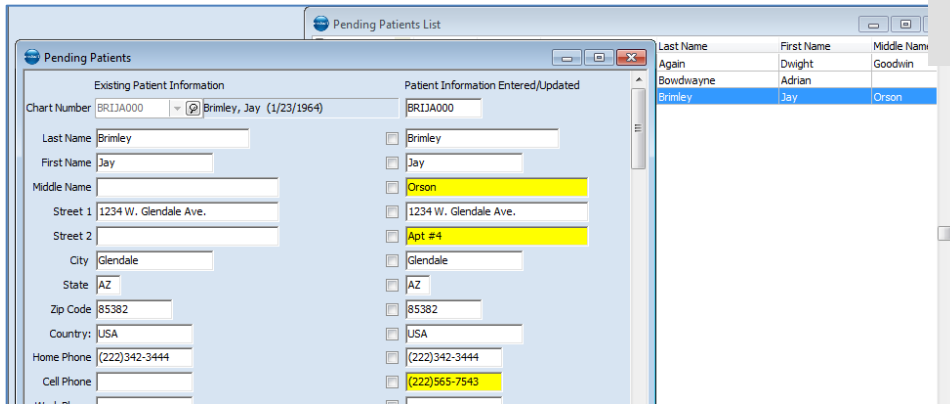 Pending Patients List
Last Name First Name Middle Name
Again Dwight Goodwin
Bowdwayne Adrian
Brimley Jay Orson
Pending Patients
Existing Patient Information Patient Information Entered/Updated
Chart Number BRIJA000 Brimley, Jay (1/23/1964) BRIJA000
Last Name Brimley Brimley
First Name Jay Jay
Middle Name Orson
Street 1 1234 W. Glendale Ave. 1234 W. Glendale Ave.
Street 2 Apt #4
City Glendale Glendale
State AZ AZ
Zip Code 85382 85382
Country: USA USA
Home Phone (222)342-3444 (222)342-3444
Cell Phone (222)565-7543